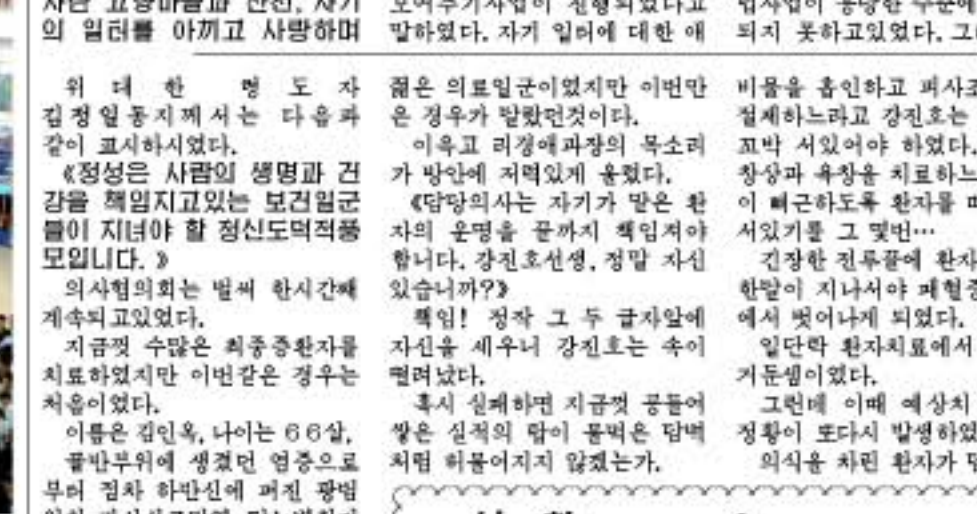 의 일터를 아끼고 사랑하며
위대한 령도자
김정일동지께서는 다음과
같이 교시하시였다.
《정성은 사람의 생명과 건
강을 책임지고있는 보건일군
들이 지녀야 할 정신도덕적풍
모입니다. 》
의사협의회는 벌써 한시간째
계속되고있었다.
지금껏 수많은 최중증환자를
치료하였지만 이번같은 경우는
처음이였다.
이름은 김인옥, 나이는 66살,
골반부위에 생겼던 염증으로
부터 점차 하반신에 퍼진 광범
말하였다. 자기 일터에 대한 애
젊은 의료일군이였지만 이번만
은 경우가 달랐던것이다.
이윽고 리경애과장의 목소리
가 방안에 저력있게 울렸다.
《담당의사는 자기가 맡은 환
자의 운명을 끝까지 책임져야
합니다. 강진호선생, 정말 자신
있습니까?》
책임! 정작 그 두 글자앞에
자신을 세우니 강진호는 속이
떨려났다.
혹시 실패하면 지금껏 공들여
쌓은 실적의 탑이 물먹은 담벽
처럼 허물어지지 않겠는가.
되지 못하고있었다. 그
비물을 흡인하고 괴사조
절제하느라고 강진호는
꼬박 서있어야 하였다.
창상과 욕창을 치료하느
이 뻐근하도록 환자를 떠
서있기를 그 몇번…
긴장한 전투끝에 환자
한달이 지나서야 패혈증
에서 벗어나게 되였다.
일단락 환자치료에서
거둔셈이였다.
그런데 이때 예상치
정황이 또다시 발생하였
의식을 차린 환자가